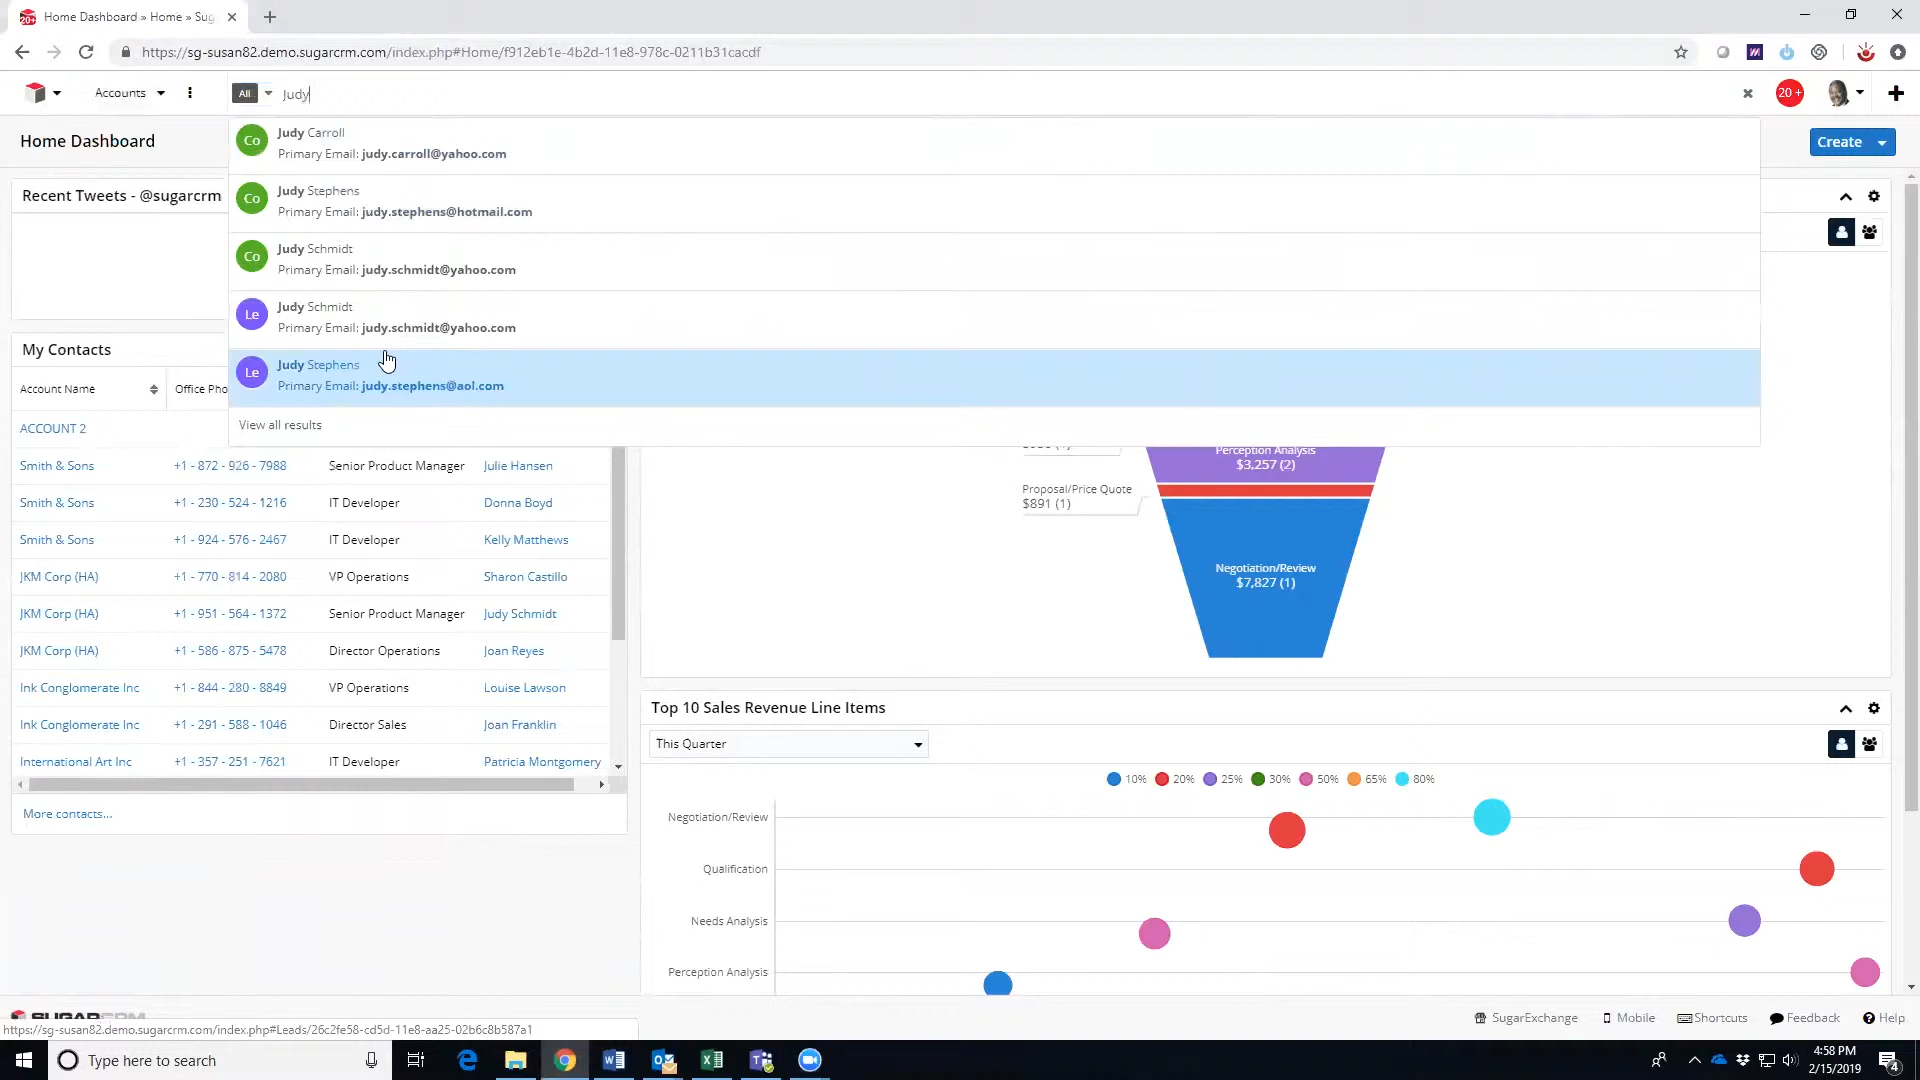 Home Dashboard » Home » Sug
https://sg-susan82.demo.sugarcrm.com/index.php#Home/f912eb1e-4b2d-11e8-978c-0211b31cacdf
Accounts
All
Judy
20 +
Home Dashboard
Create
Co
Judy Carroll
Primary Email: judy.carroll@yahoo.com
Co
Judy Stephens
Primary Email: judy.stephens@hotmail.com
Co
Judy Schmidt
Primary Email: judy.schmidt@yahoo.com
Le
Judy Schmidt
Primary Email: judy.schmidt@yahoo.com
Le
Judy Stephens
Primary Email: judy.stephens@aol.com
View all results
Recent Tweets - @sugarcrm
My Contacts
Account Name
Office Pho
ACCOUNT 2
Smith & Sons +1 - 872 - 926 - 7988 Senior Product Manager Julie Hansen
Smith & Sons +1 - 230 - 524 - 1216 IT Developer Donna Boyd
Smith & Sons +1 - 924 - 576 - 2467 IT Developer Kelly Matthews
JKM Corp (HA) +1 - 770 - 814 - 2080 VP Operations Sharon Castillo
JKM Corp (HA) +1 - 951 - 564 - 1372 Senior Product Manager Judy Schmidt
JKM Corp (HA) +1 - 586 - 875 - 5478 Director Operations Joan Reyes
Ink Conglomerate Inc +1 - 844 - 280 - 8849 VP Operations Louise Lawson
Ink Conglomerate Inc +1 - 291 - 588 - 1046 Director Sales Joan Franklin
International Art Inc +1 - 357 - 251 - 7621 IT Developer Patricia Montgomery
More contacts...
Perception Analysis
$3,257 (2)
Proposal/Price Quote
$891 (1)
Negotiation/Review
$7,827 (1)
Top 10 Sales Revenue Line Items
This Quarter
10% 20% 25% 30% 50% 65% 80%
Negotiation/Review
Qualification
Needs Analysis
Perception Analysis
SUGARCRM
https://sg-susan82.demo.sugarcrm.com/index.php#Leads/26c2fe58-cd5d-11e8-aa25-02b6c8b587a1
SugarExchange
Mobile
Shortcuts
Feedback
Help
Type here to search
4:58 PM
2/15/2019
4